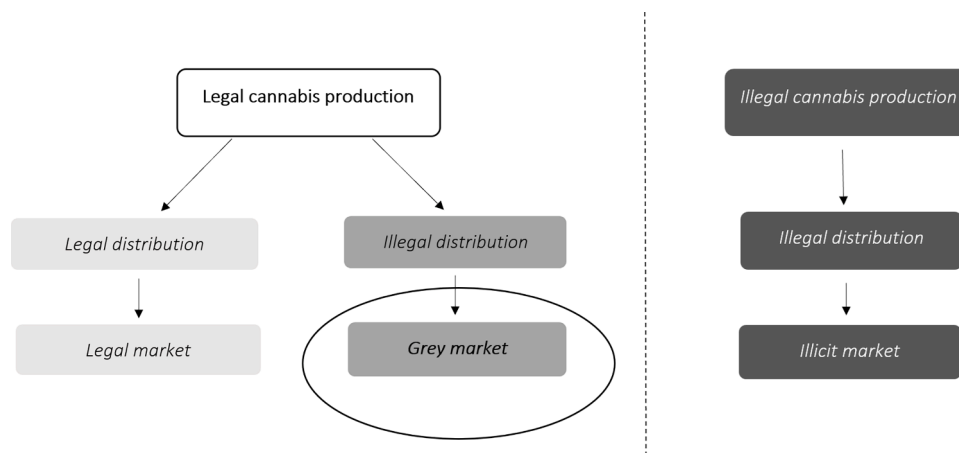 Legal cannabis production
Illegal cannabis production
Legal distribution
Illegal distribution
Illegal distribution
Legal market
Grey market
Illicit market